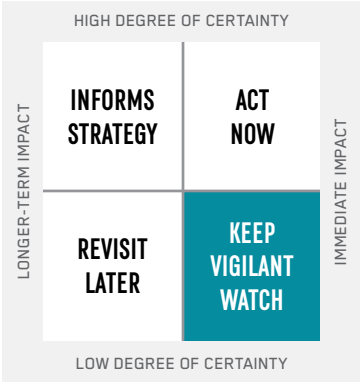 HIGH DEGREE OF CERTAINTY
LONGER-TERM IMPACT
INFORMS
STRATEGY
ACT
NOW
IMMEDIATE IMPACT
REVISIT
LATER
KEEP
VIGILANT
WATCH
LOW DEGREE OF CERTAINTY